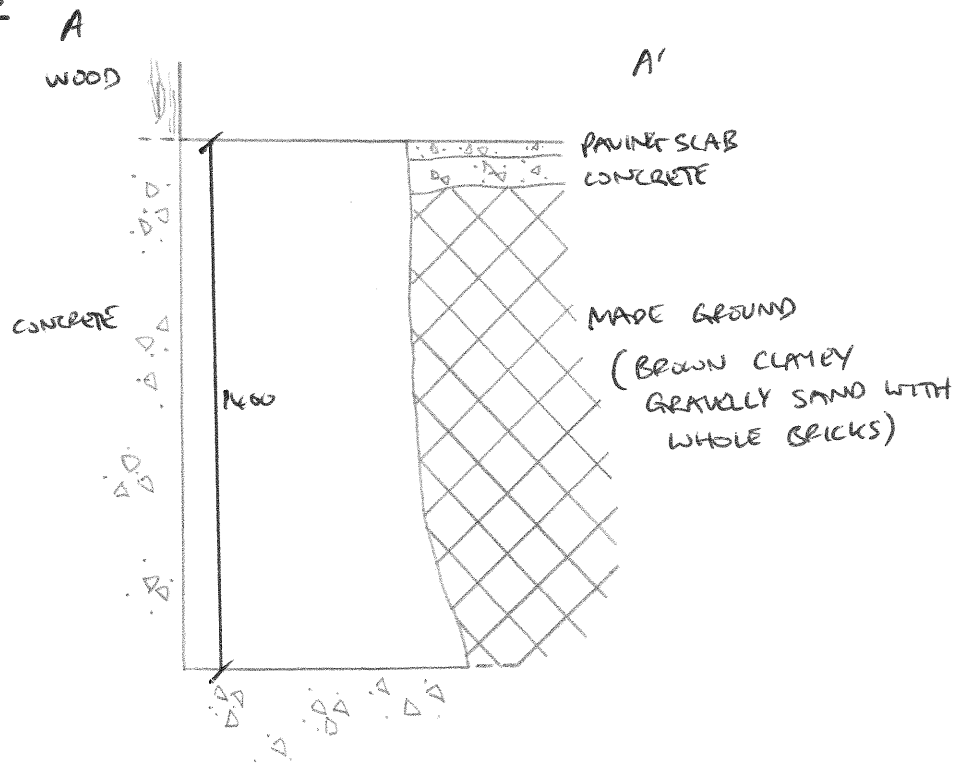 A
WOOD
A'
PAVING SLAB
CONCRETE
CONCRETE
MADE GROUND
(BROWN CLAYEY
GRAVELLY SAND WITH
WHOLE BRICKS)
1400